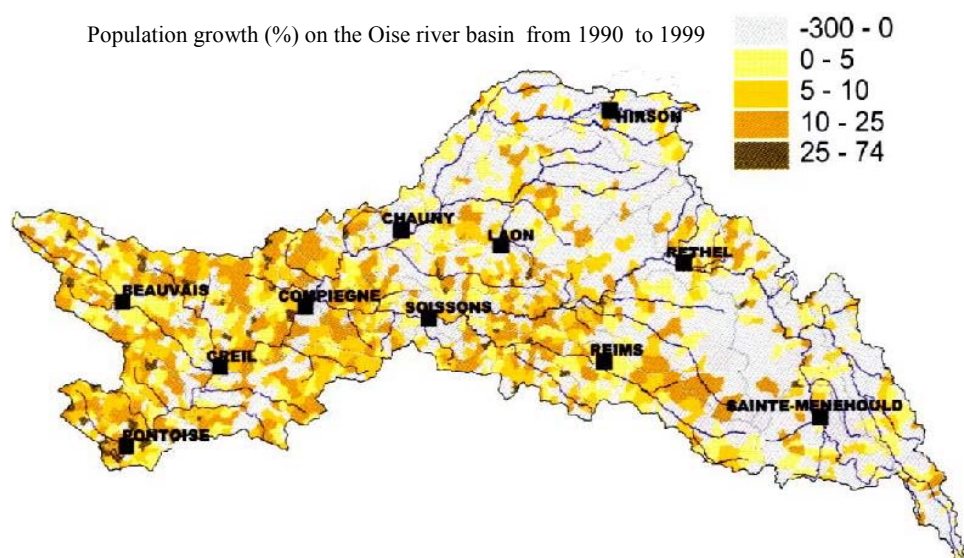 Population growth (%) on the Oise river basin from 1990 to 1999
-300 - 0
0 - 5
5 - 10
10 - 25
25 - 74
HIRSON
CHAUNY
LAON
RETHEL
BEAUVAIS
COMPIEGNE
SOISSONS
CREIL
REIMS
SAINTE-MENEHOULD
PONTOISE